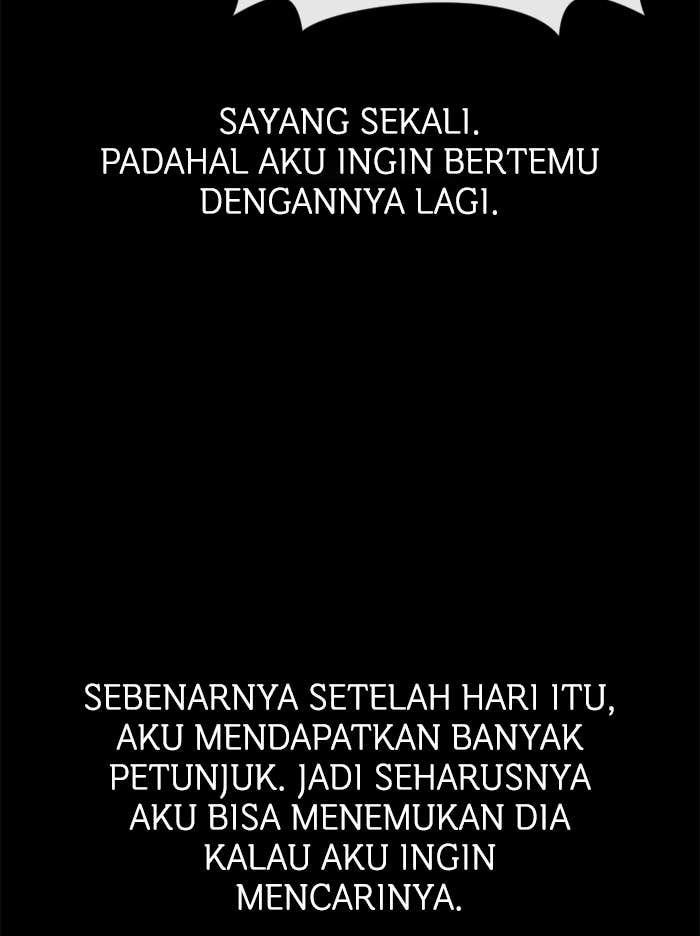 SAYANG SEKALI.
PADAHAL AKU INGIN BERTEMU
DENGANNYA LAGI.
SEBENARNYA SETELAH HARI ITU,
AKU MENDAPATKAN BANYAK
PETUNJUK. JADI SEHARUSNYA
AKU BISA MENEMUKAN DIA
KALAU AKU INGIN
MENCARINYA.